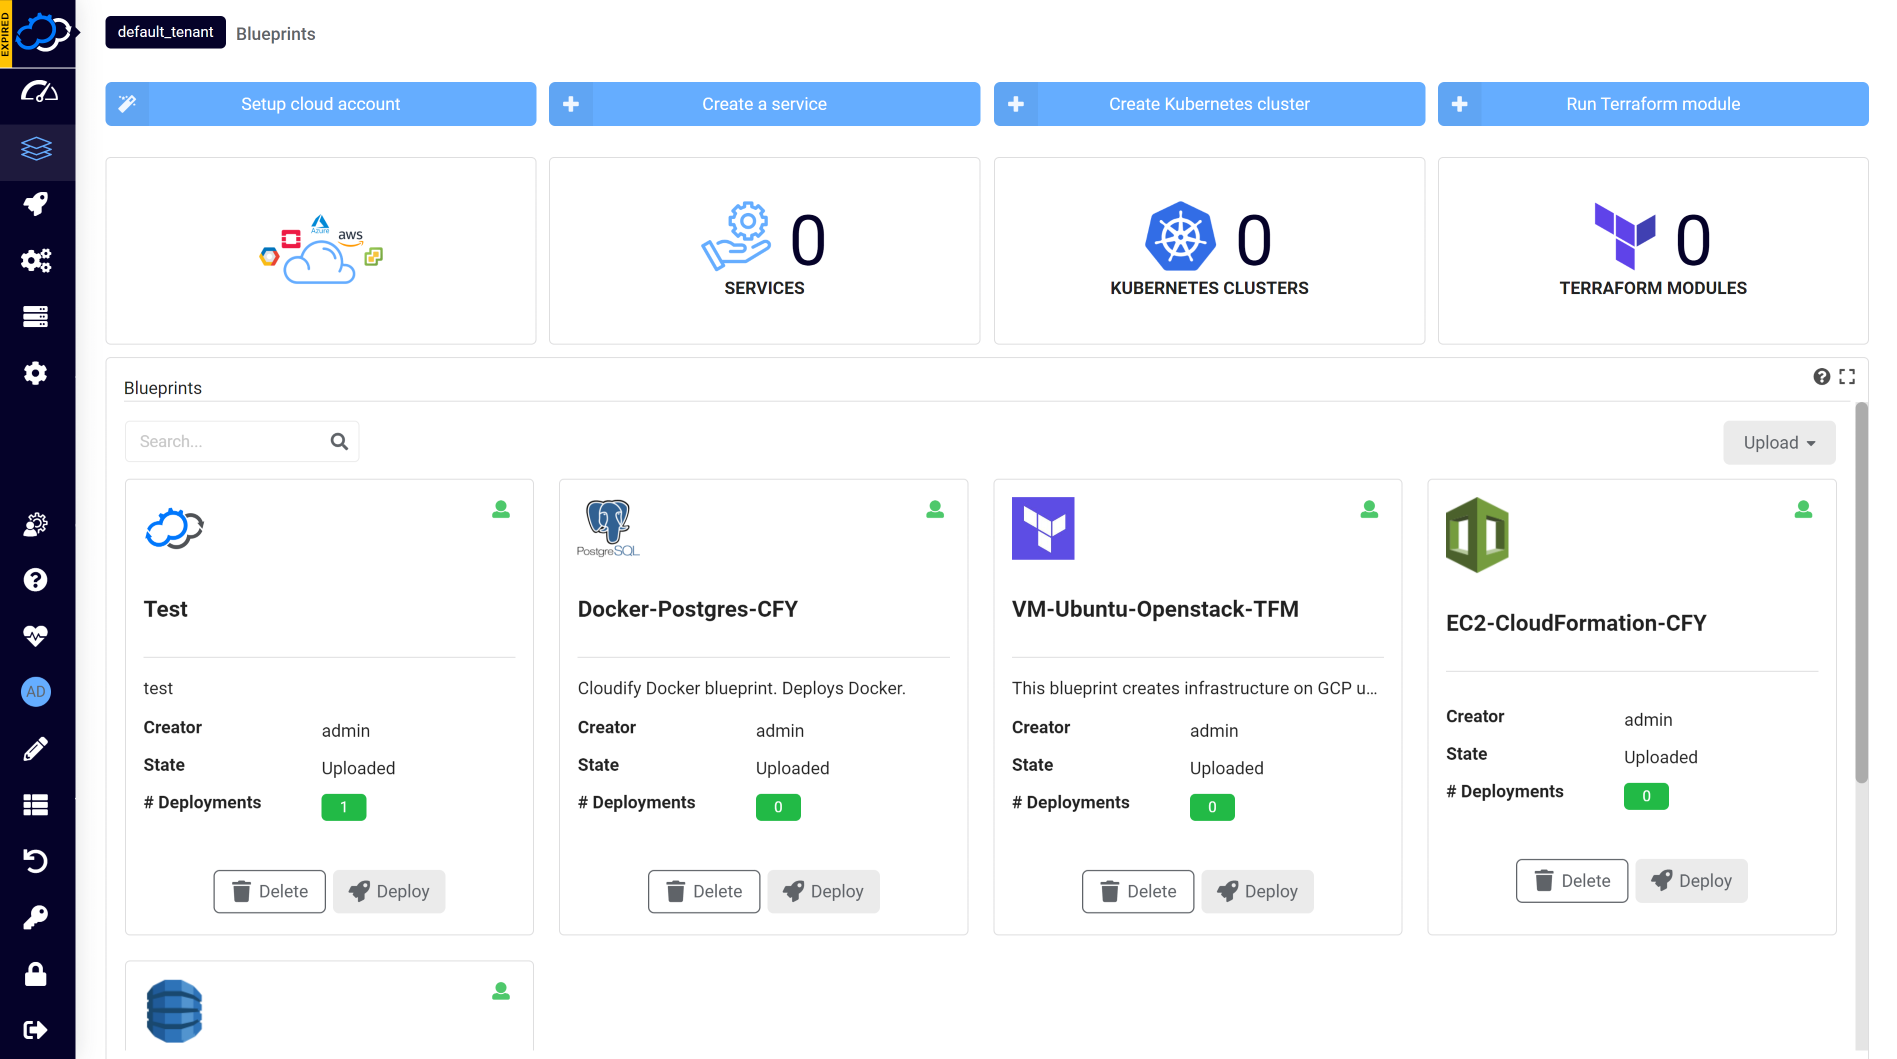 EXPIRED
default_tenant
Blueprints
Setup cloud account
Create a service
Create Kubernetes cluster
Run Terraform module
Azure
aws
0
SERVICES
0
KUBERNETES CLUSTERS
0
TERRAFORM MODULES
Blueprints
Search...
Upload
PostgreSQL
Test
Docker-Postgres-CFY
VM-Ubuntu-Openstack-TFM
EC2-CloudFormation-CFY
test
Cloudify Docker blueprint. Deploys Docker.
This blueprint creates infrastructure on GCP u...
Creator admin
State Uploaded
# Deployments 1
Creator admin
State Uploaded
# Deployments 0
Creator admin
State Uploaded
# Deployments 0
Creator admin
State Uploaded
# Deployments 0
Delete Deploy
Delete Deploy
Delete Deploy
Delete Deploy
AD